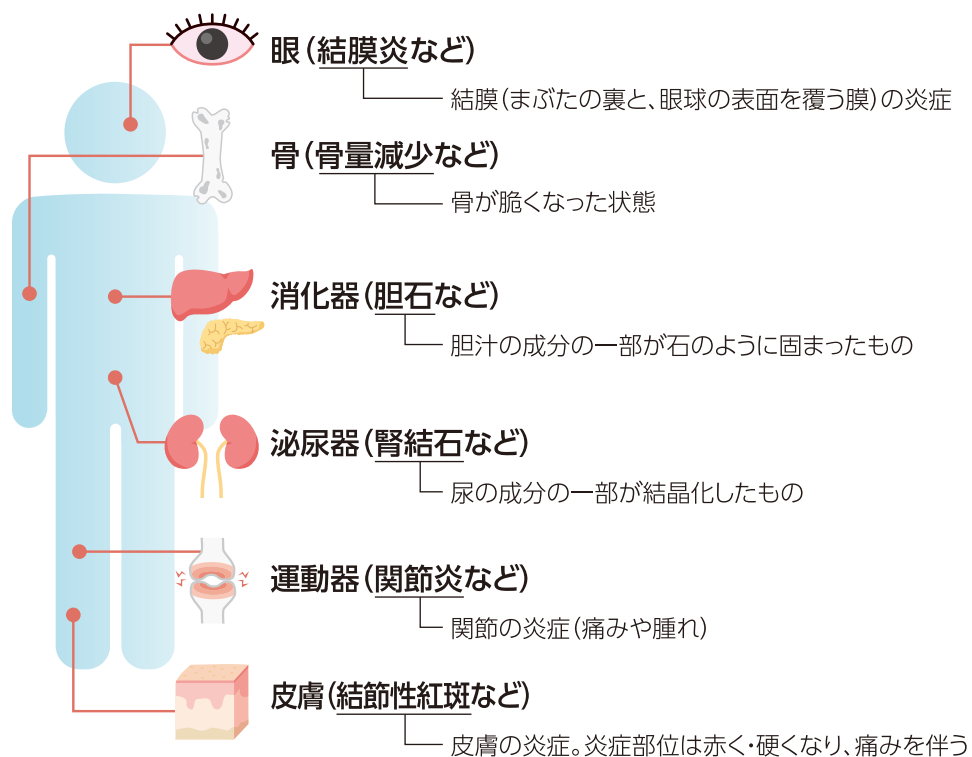 眼（結膜炎など）
結膜（まぶたの裏と、眼球の表面を覆う膜）の炎症
骨（骨量減少など）
骨が脆くなった状態
消化器（胆石など）
胆汁の成分の一部が石のように固まったもの
泌尿器（腎結石など）
尿の成分の一部が結晶化したもの
運動器（関節炎など）
関節の炎症（痛みや腫れ）
皮膚（結節性紅斑など）
皮膚の炎症。炎症部位は赤く・硬くなり、痛みを伴う